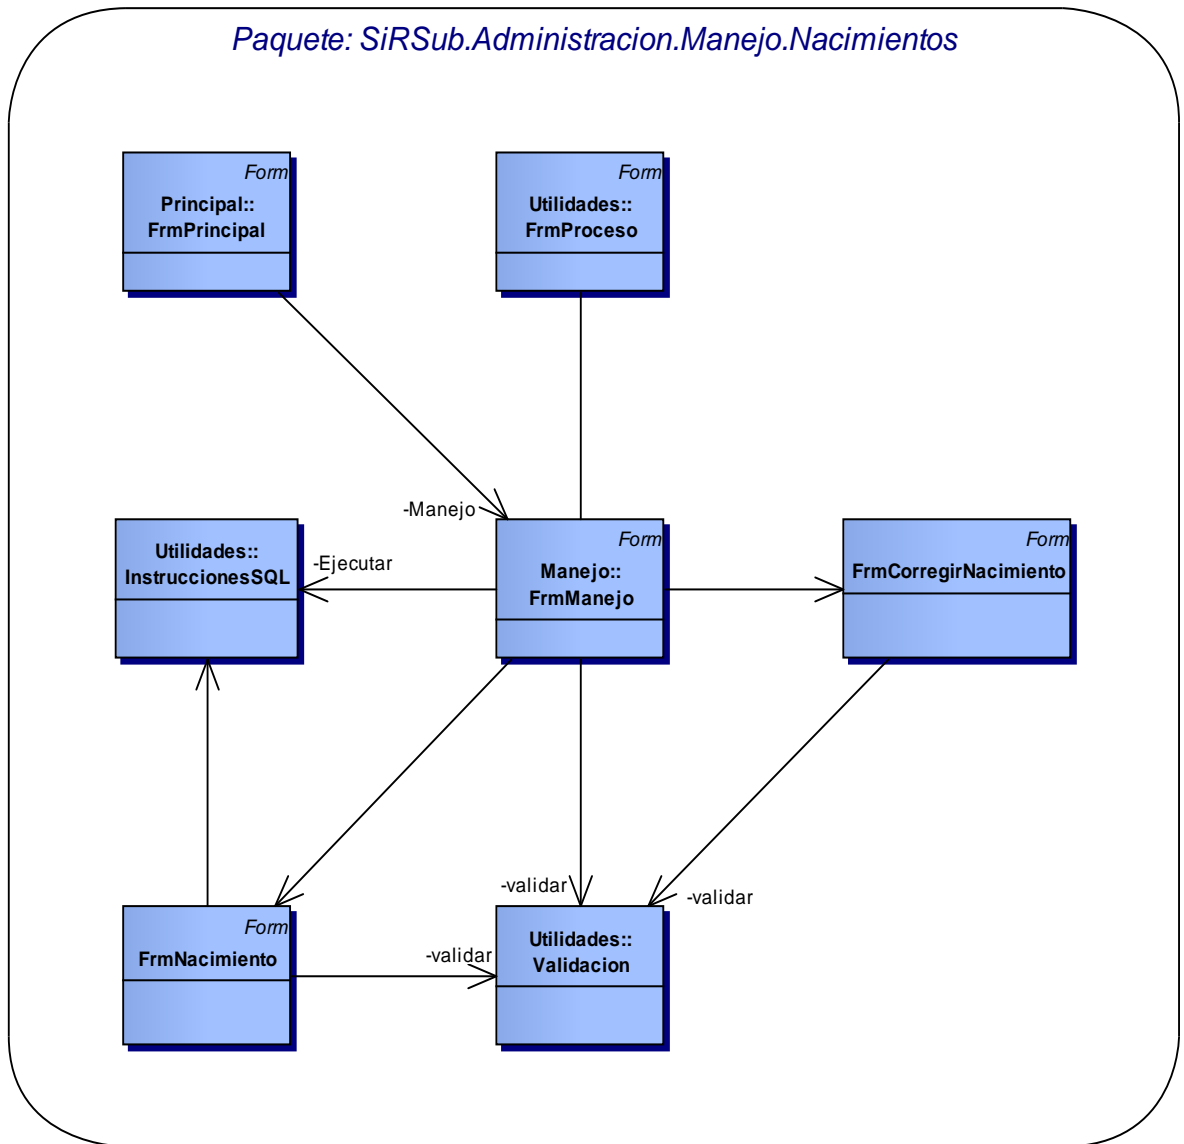 Paquete: SiRSub.Administracion.Manejo.Nacimientos
Form
Principal::
FrmPrincipal
Form
Utilidades::
FrmProceso
-Manejo
Utilidades::
InstruccionesSQL
-Ejecutar
Form
Manejo::
FrmManejo
Form
FrmCorregirNacimiento
-validar
-validar
Form
FrmNacimiento
-validar
Utilidades::
Validacion